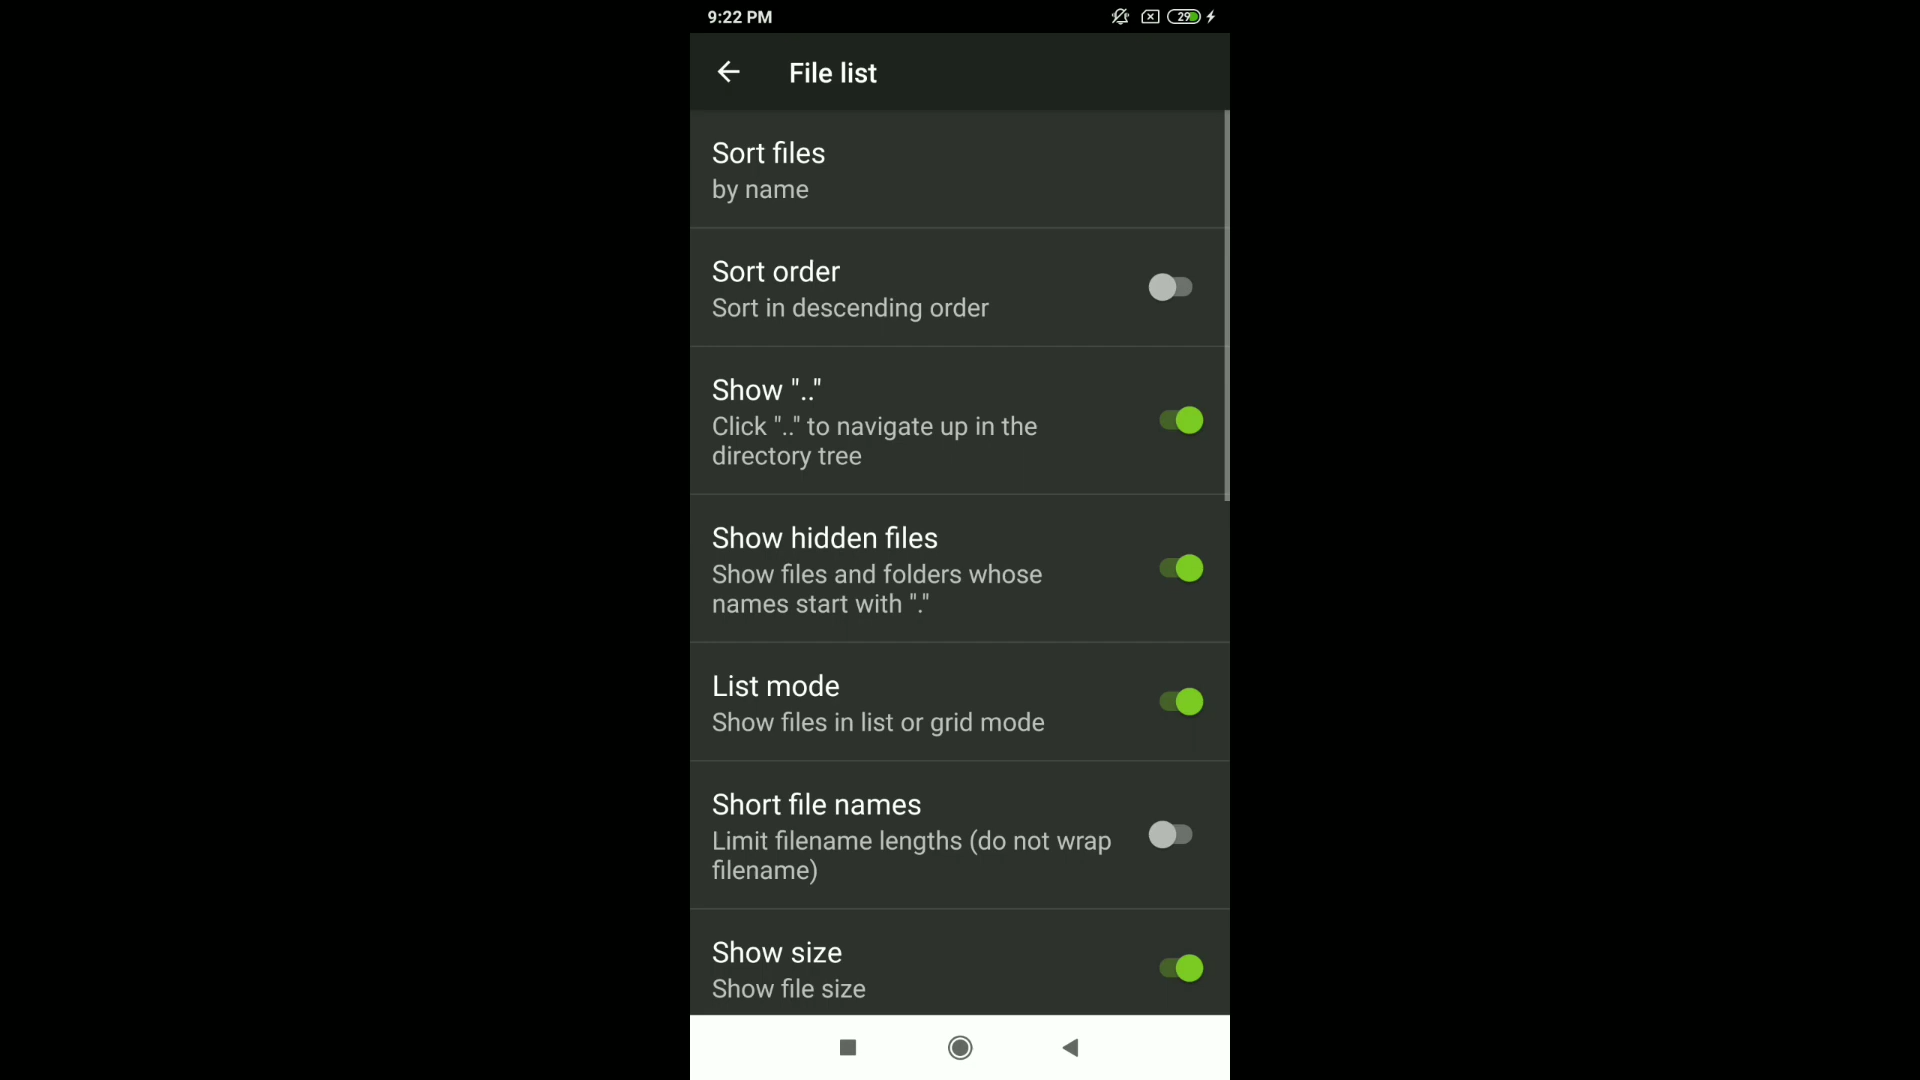 9:22 PM
29
File list
Sort files
by name
Sort order
Sort in descending order
Show ".."
Click ".." to navigate up in the
directory tree
Show hidden files
Show files and folders whose
names start with "."
List mode
Show files in list or grid mode
Short file names
Limit filename lengths (do not wrap
filename)
Show size
Show file size